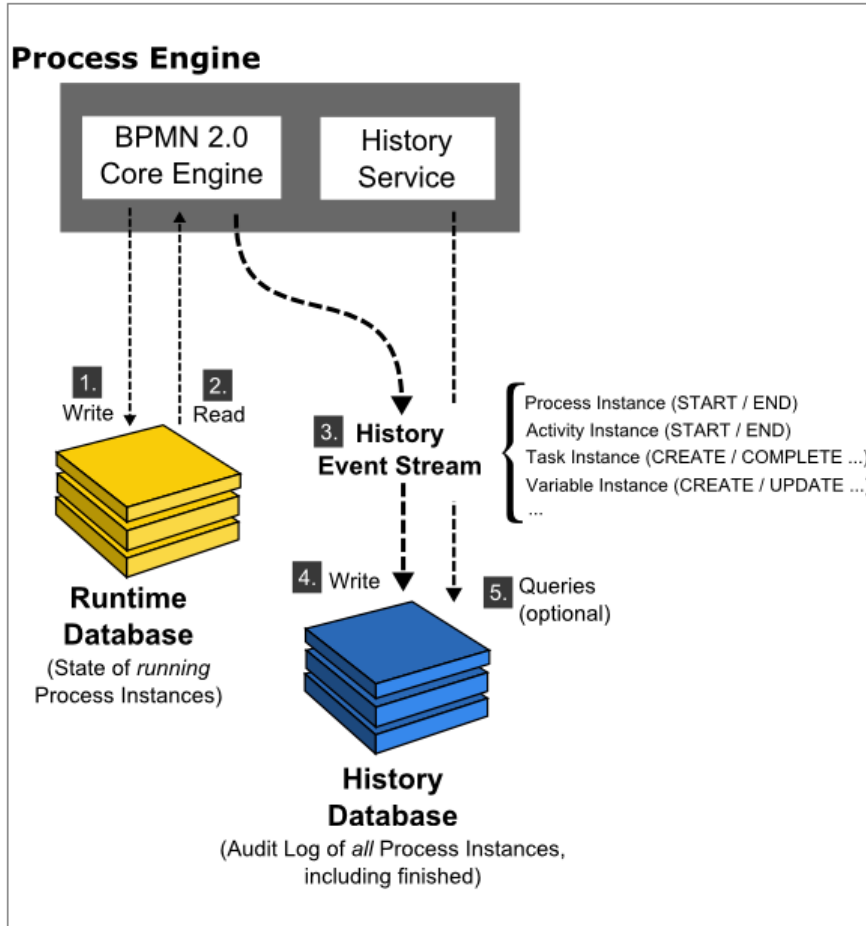 Process Engine
BPMN 2.0
Core Engine
History
Service
1.
Write
2.
Read
3. History
Event Stream
Process Instance (START / END)
Activity Instance (START / END)
Task Instance (CREATE / COMPLETE ...)
Variable Instance (CREATE / UPDATE ...)
...
4. Write
5. Queries
(optional)
Runtime
Database
(State of running
Process Instances)
History
Database
(Audit Log of all Process Instances,
including finished)